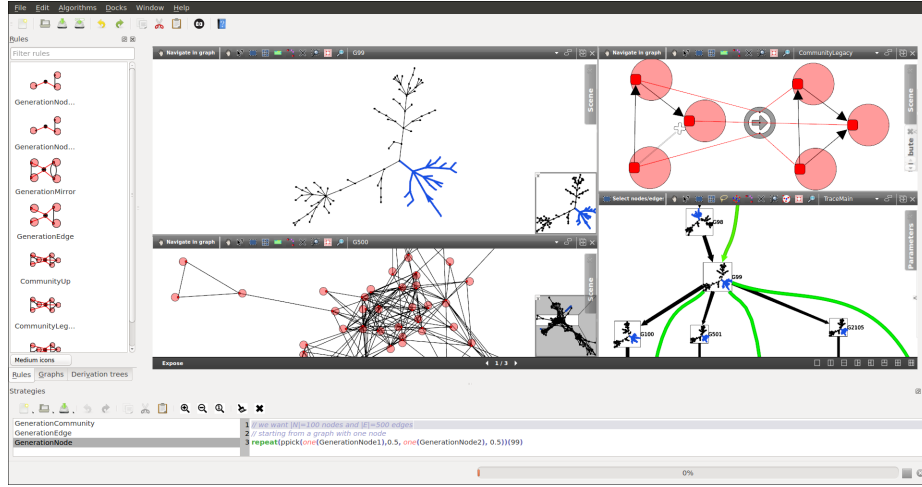 File Edit Algorithms Docks Window Help
Rules
Filter rules
GenerationNod...
GenerationNod...
GenerationMirror
GenerationEdge
CommunityUp
CommunityLeg...
Medium icons
Rules Graphs Derivation trees
Navigate in graph G99
Scene
Navigate in graph CommunityLegacy
Scene
bute
Navigate in graph G500
Scene
Select nodes/edges TraceMain
Parameters
G98
G99
G100 G501 G2105
Expose 1 / 3
Strategies
GenerationCommunity
GenerationEdge
GenerationNode
1 // we want |N|=100 nodes and |E|=500 edges
2 // starting from a graph with one node
3 repeat(ppick(one(GenerationNode1),0.5, one(GenerationNode2), 0.5))(99)
0%